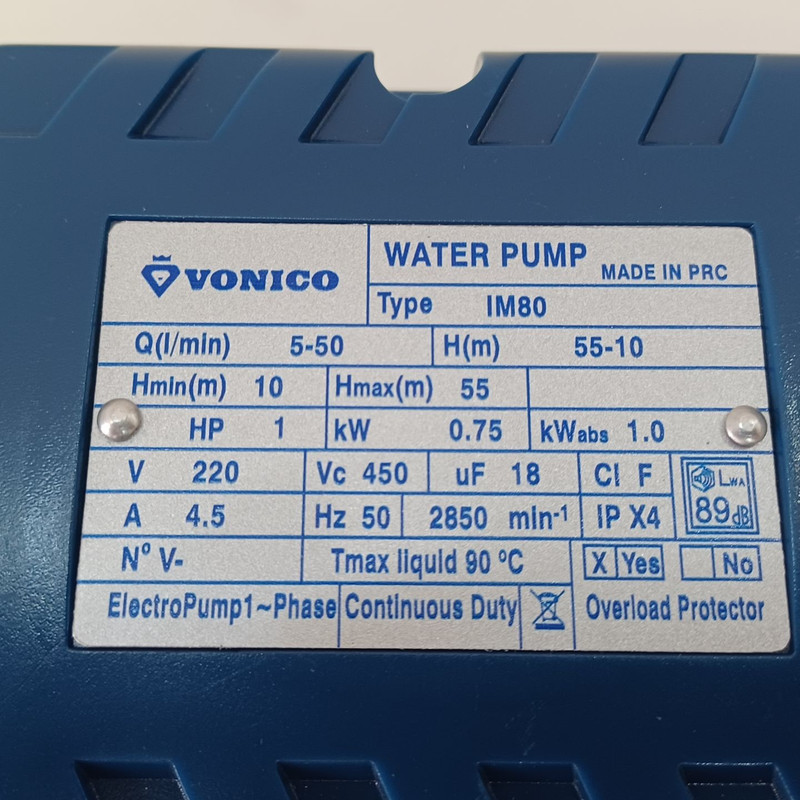 VONICO
WATER PUMP MADE IN PRC
Type IM80
Q(l/min) 5-50 H(m) 55-10
Hmin(m) 10 Hmax(m) 55
HP 1 kW 0.75 kWabs 1.0
V 220 Vc 450 uF 18 Cl F
LWA
89dB
A 4.5 Hz 50 2850 min-1 IP X4
N° V- Tmax liquid 90 °C X Yes No
ElectroPump1~Phase Continuous Duty Overload Protector